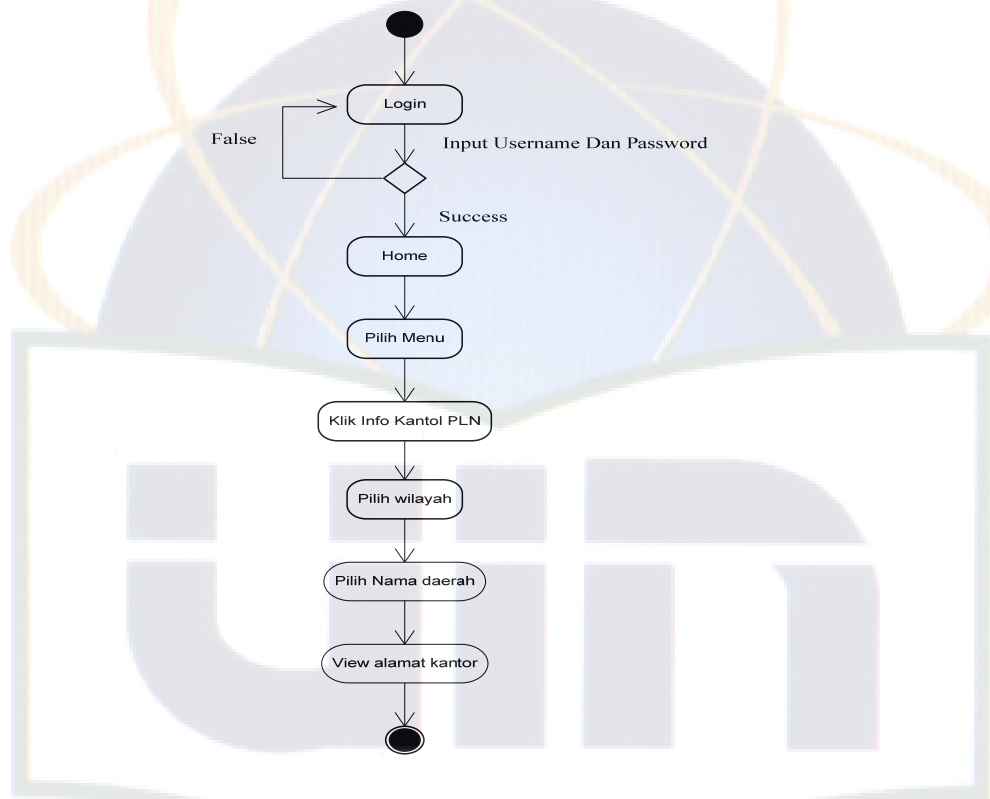 Login
False
Input Username Dan Password
Success
Home
Pilih Menu
Klik Info Kantol PLN
Pilih wilayah
Pilih Nama daerah
View alamat kantor
uin